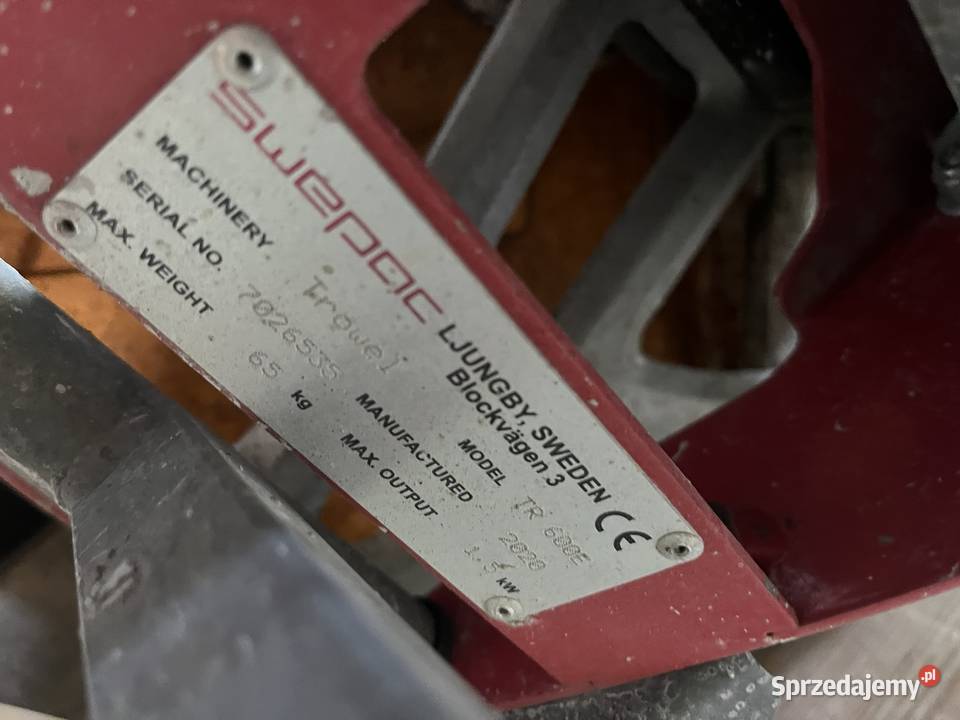 swepac
LJUNGBY, SWEDEN
Blockvägen 3
CE
MACHINERY Trowel MODEL TR 600E
SERIAL NO. 7026535 MANUFACTURED 2020
MAX. WEIGHT 65 kg MAX. OUTPUT 1.5 kW
Sprzedajemy.pl